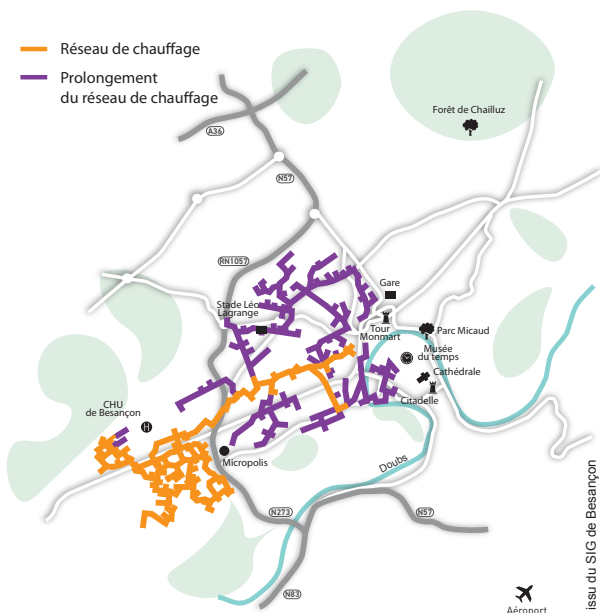 Réseau de chauffage
Prolongement
du réseau de chauffage
Forêt de Chailluz
A36
N57
RN1057
Gare
Stade Léo
Lagrange
Tour
Monmart
Parc Micaud
Musée
du temps
Cathédrale
CHU
de Besançon
Citadelle
Micropolis
Doubs
N273
N57
N83
Aéroport
issu du SIG de Besançon